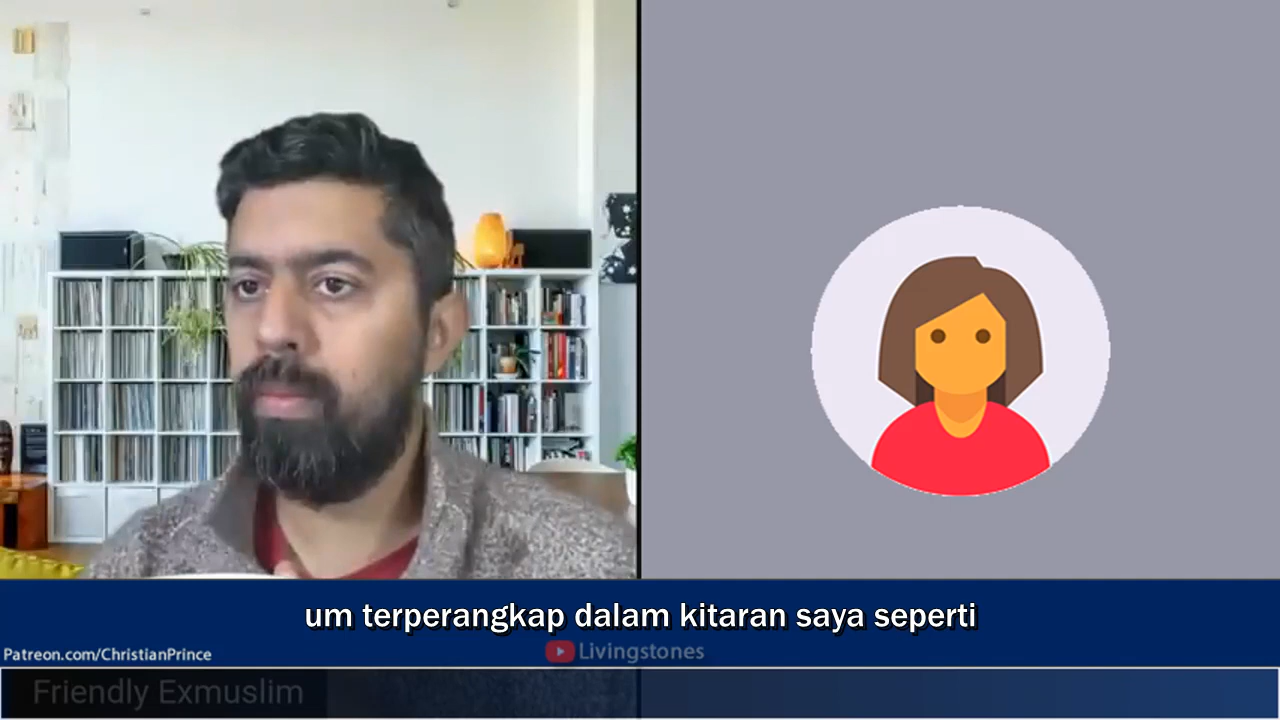 um terperangkap dalam kitaran saya seperti
Patreon.com/ChristianPrince
Livingstones
Friendly Exmuslim